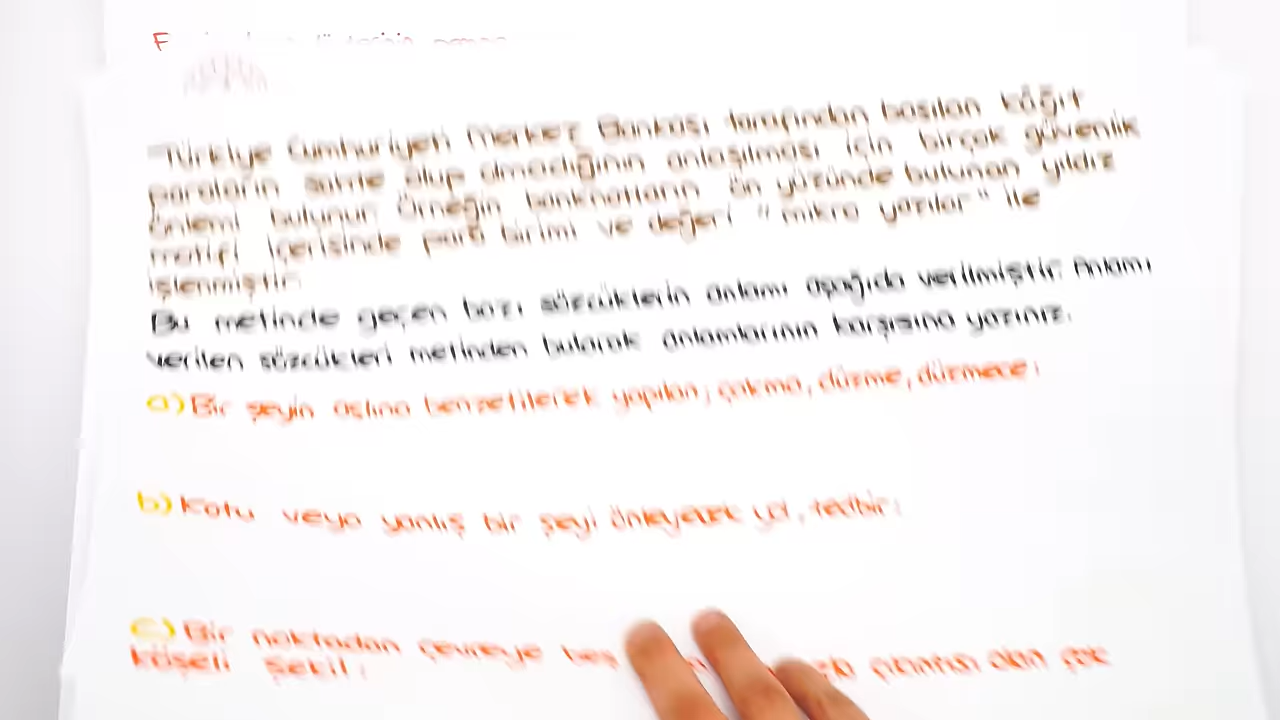 Türkiye Cumhuriyeti Merkez Bankası tarafından basılan kâğıt
paraların sahte olup olmadığının anlaşılması için birçok güvenlik
önlemi bulunur. Örneğin banknotların ön yüzünde bulunan yıldız
motifi içerisinde para birimi ve değeri "mikro yazılar" ile
işlenmiştir.
Bu metinde geçen bazı sözcüklerin anlamı aşağıda verilmiştir. Anlamı
verilen sözcükleri metinden bularak anlamlarının karşısına yazınız.
a) Bir şeyin aslına benzetilerek yapılan, çakma, düzme, düzmece:
b) Kötü veya yanlış bir şeyi önleyecek yol, tedbir:
c) Bir noktadan çevreye beş çıkıntısı olan çok
köşeli şekil: